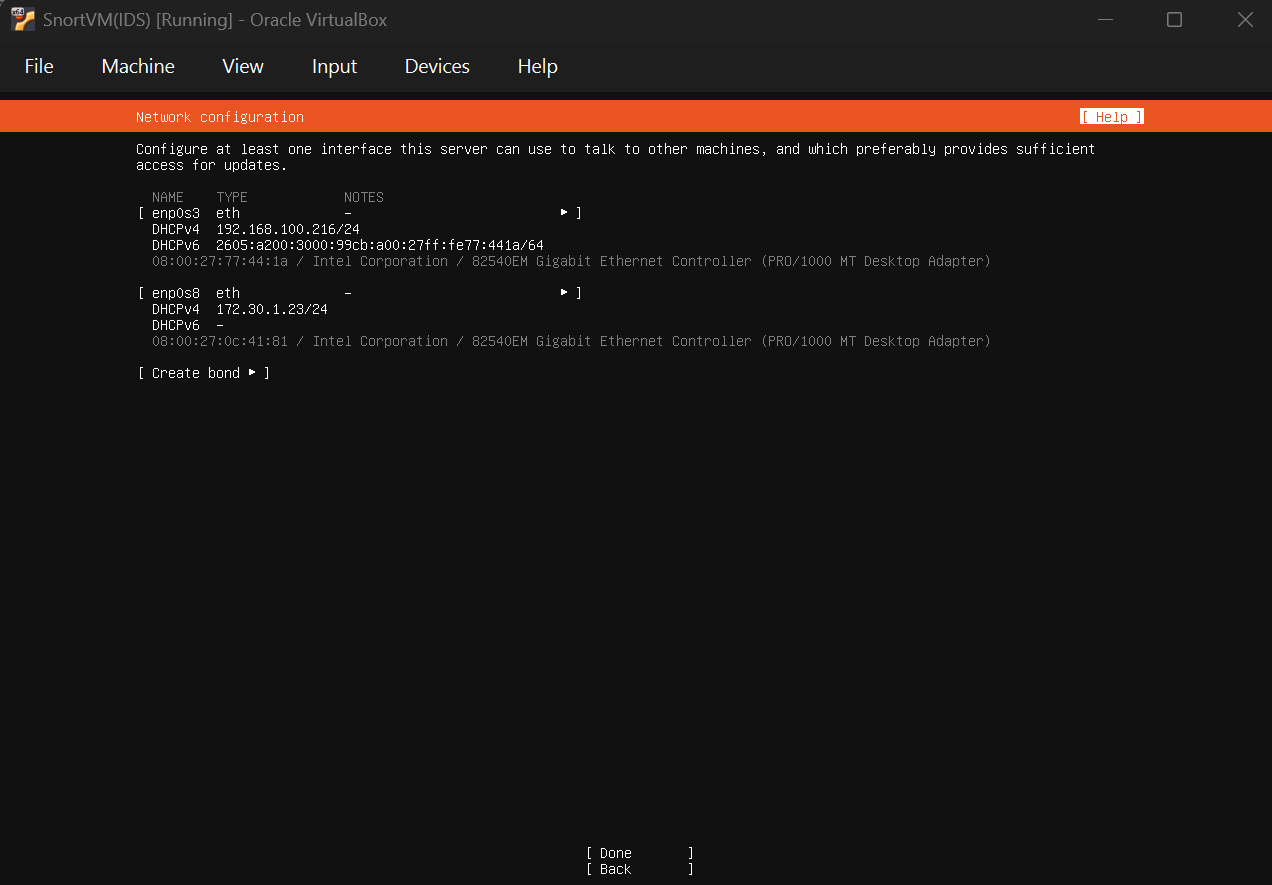 SnortVM(IDS) [Running] - Oracle VirtualBox
File Machine View Input Devices Help
Network configuration [ Help ]
Configure at least one interface this server can use to talk to other machines, and which preferably provides sufficient
access for updates.
NAME TYPE NOTES
[ enp0s3 eth - ▸ ]
DHCPv4 192.168.100.216/24
DHCPv6 2605:a200:3000:99cb:a00:27ff:fe77:441a/64
08:00:27:77:44:1a / Intel Corporation / 82540EM Gigabit Ethernet Controller (PRO/1000 MT Desktop Adapter)
[ enp0s8 eth - ▸ ]
DHCPv4 172.30.1.23/24
DHCPv6 -
08:00:27:0c:41:81 / Intel Corporation / 82540EM Gigabit Ethernet Controller (PRO/1000 MT Desktop Adapter)
[ Create bond ▸ ]
[ Done ]
[ Back ]